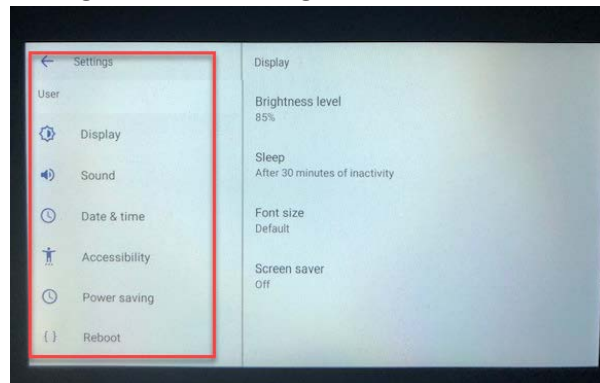 Settings
User
Display
Sound
Date & time
Accessibility
Power saving
Reboot
Display
Brightness level
85%
Sleep
After 30 minutes of inactivity
Font size
Default
Screen saver
Off